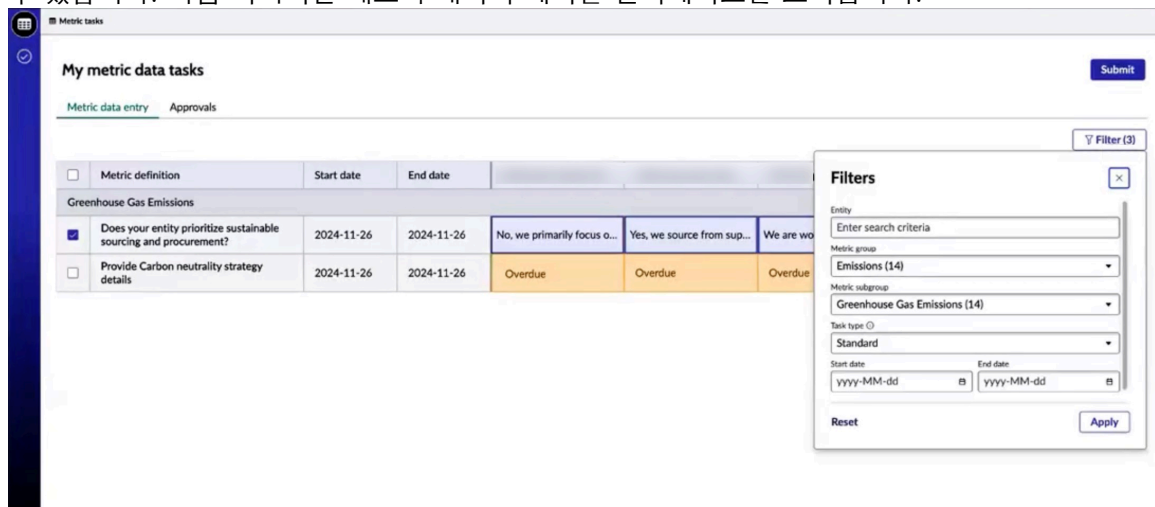 Metric tasks
My metric data tasks
Submit
Metric data entry Approvals
Filter (3)
Metric definition Start date End date
Greenhouse Gas Emissions
Does your entity prioritize sustainable
sourcing and procurement?
2024-11-26 2024-11-26 No, we primarily focus o... Yes, we source from sup... We are wo
Provide Carbon neutrality strategy
details
2024-11-26 2024-11-26 Overdue Overdue Overdue
Filters
Entity
Enter search criteria
Metric group
Emissions (14)
Metric subgroup
Greenhouse Gas Emissions (14)
Task type
Standard
Start date End date
yyyy-MM-dd yyyy-MM-dd
Reset Apply